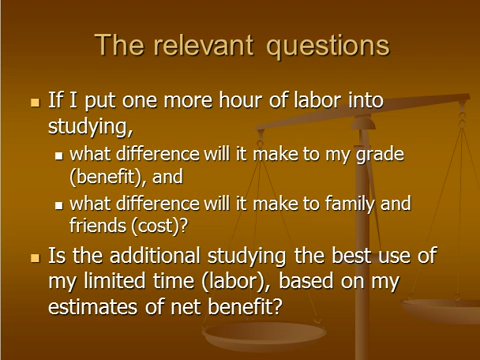 The relevant questions
If I put one more hour of labor into
studying,
what difference will it make to my grade
(benefit), and
what difference will it make to family and
friends (cost)?
Is the additional studying the best use of
my limited time (labor), based on my
estimates of net benefit?